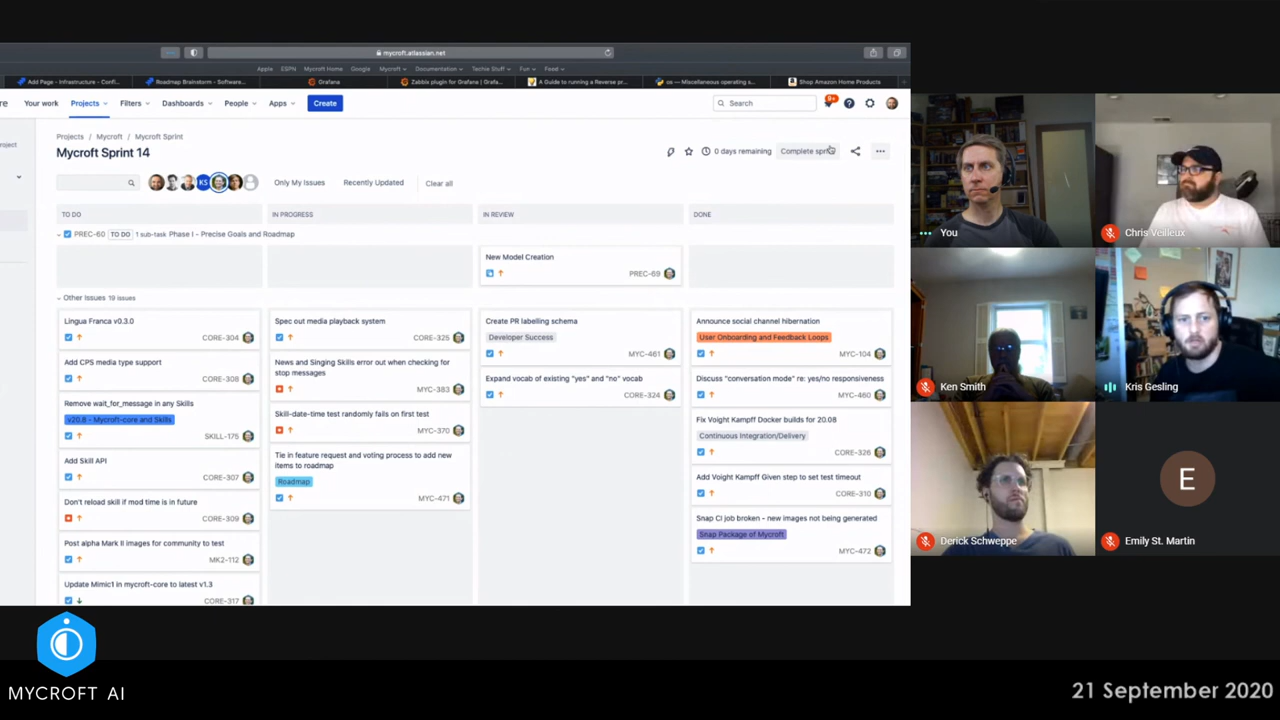 mycroft.atlassian.net
Apple ESPN Mycroft Home Google Mycroft Documentation Techie Stuff Fun Feed
Add Page - Infrastructure - Confl... Roadmap Brainstorm - Software... Grafana Zabbix plugin for Grafana | Grafa... A Guide to running a Reverse pr... os — Miscellaneous operating s... Shop Amazon Home Products
Your work Projects Filters Dashboards People Apps Create Search 9+
Projects / Mycroft / Mycroft Sprint
Mycroft Sprint 14
0 days remaining Complete sprint
KS Only My Issues Recently Updated Clear all
TO DO IN PROGRESS IN REVIEW DONE
PREC-60 TO DO 1 sub-task Phase I - Precise Goals and Roadmap
New Model Creation
PREC-69
Other Issues 19 issues
Lingua Franca v0.3.0
CORE-304
Add CPS media type support
CORE-308
Remove wait_for_message in any Skills
v20.8 - Mycroft-core and Skills
SKILL-175
Add Skill API
CORE-307
Don't reload skill if mod time is in future
CORE-309
Post alpha Mark II images for community to test
MK2-112
Update Mimic1 in mycroft-core to latest v1.3
CORE-317
Spec out media playback system
CORE-325
News and Singing Skills error out when checking for
stop messages
MYC-383
Skill-date-time test randomly fails on first test
MYC-370
Tie in feature request and voting process to add new
items to roadmap
Roadmap
MYC-471
Create PR labelling schema
Developer Success
MYC-461
Expand vocab of existing "yes" and "no" vocab
CORE-324
Announce social channel hibernation
User Onboarding and Feedback Loops
MYC-104
Discuss "conversation mode" re: yes/no responsiveness
MYC-460
Fix Voight Kampff Docker builds for 20.08
Continuous Integration/Delivery
CORE-326
Add Voight Kampff Given step to set test timeout
CORE-310
Snap CI job broken - new images not being generated
Snap Package of Mycroft
MYC-472
You
Chris Veilleux
Ken Smith
Kris Gesling
Derick Schweppe
E
Emily St. Martin
MYCROFT AI
21 September 2020